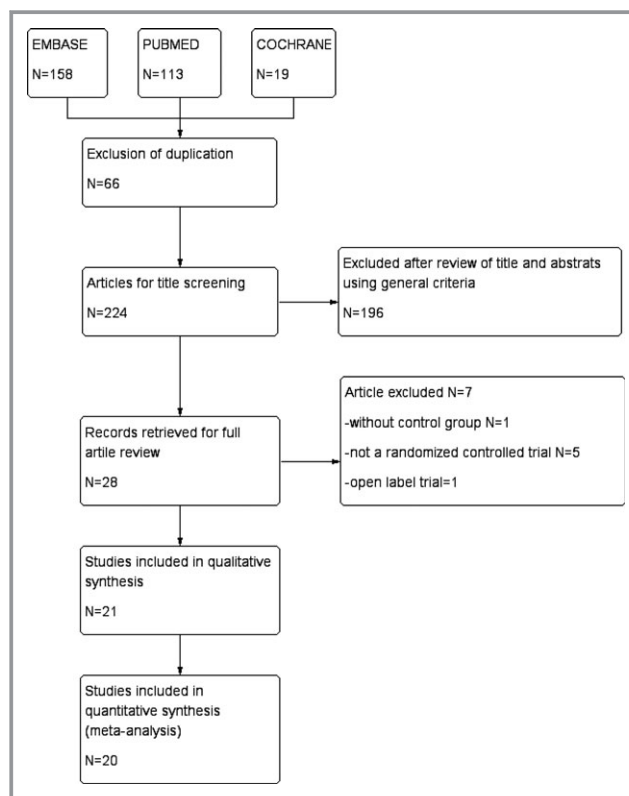 EMBASE
N=158
PUBMED
N=113
COCHRANE
N=19
Exclusion of duplication
N=66
Articles for title screening
N=224
Excluded after review of title and abstrats
using general criteria
N=196
Records retrieved for full
artile review
N=28
Article excluded N=7
-without control group N=1
-not a randomized controlled trial N=5
-open label trial=1
Studies included in qualitative
synthesis
N=21
Studies included in
quantitative synthesis
(meta-analysis)
N=20